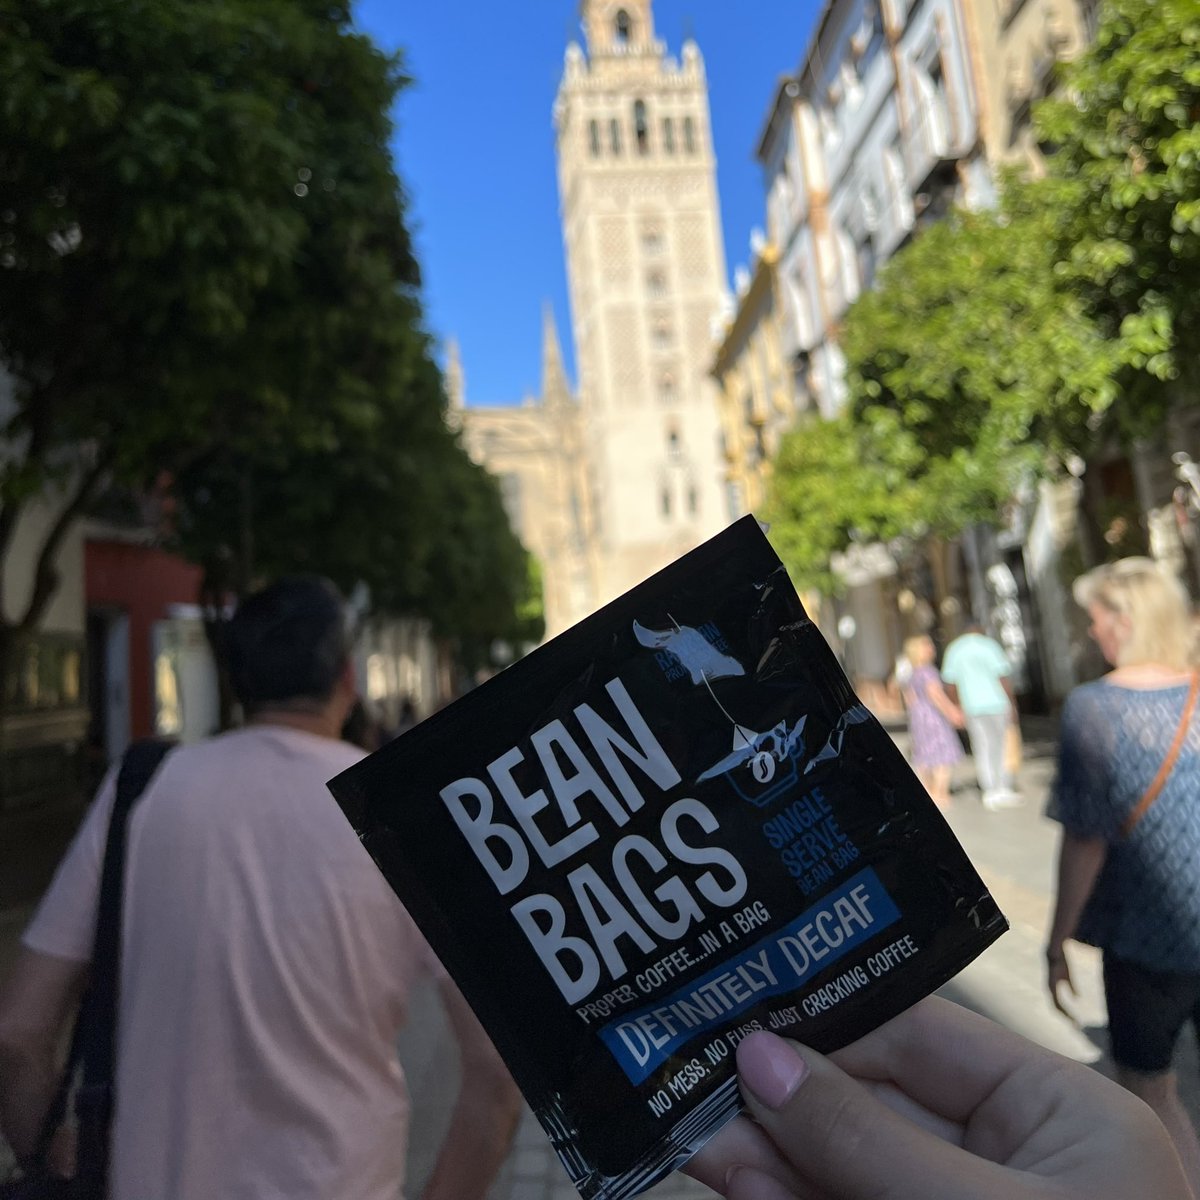 BEAN
BAGS
PROPER COFFEE...IN A BAG
DEFINITELY DECAF
NO MESS, NO FUSS, JUST CRACKING COFFEE
SINGLE
SERVE
BEAN BAG